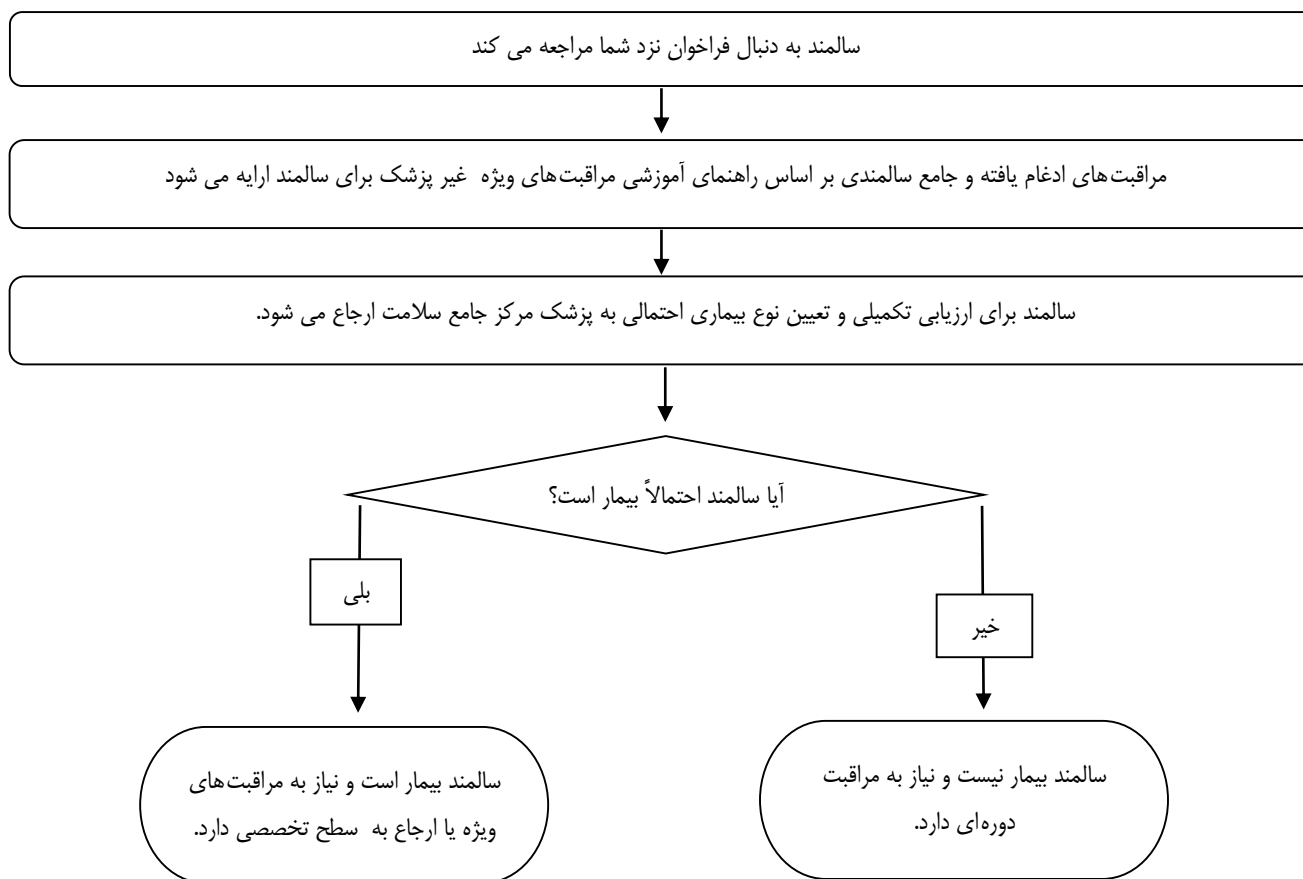 سالمند به دنبال فراخوان نزد شما مراجعه می کند
مراقبت‌های ادغام یافته و جامع سالمندی بر اساس راهنمای آموزشی مراقبت‌های ویژه غیر پزشک برای سالمند ارایه می شود
سالمند برای ارزیابی تکمیلی و تعیین نوع بیماری احتمالی به پزشک مرکز جامع سلامت ارجاع می شود.
آیا سالمند احتمالاً بیمار است؟
بلی
خیر
سالمند بیمار نیست و نیاز به مراقبت
دوره‌ای دارد.
سالمند بیمار است و نیاز به مراقبت‌های
ویژه یا ارجاع به سطح تخصصی دارد.